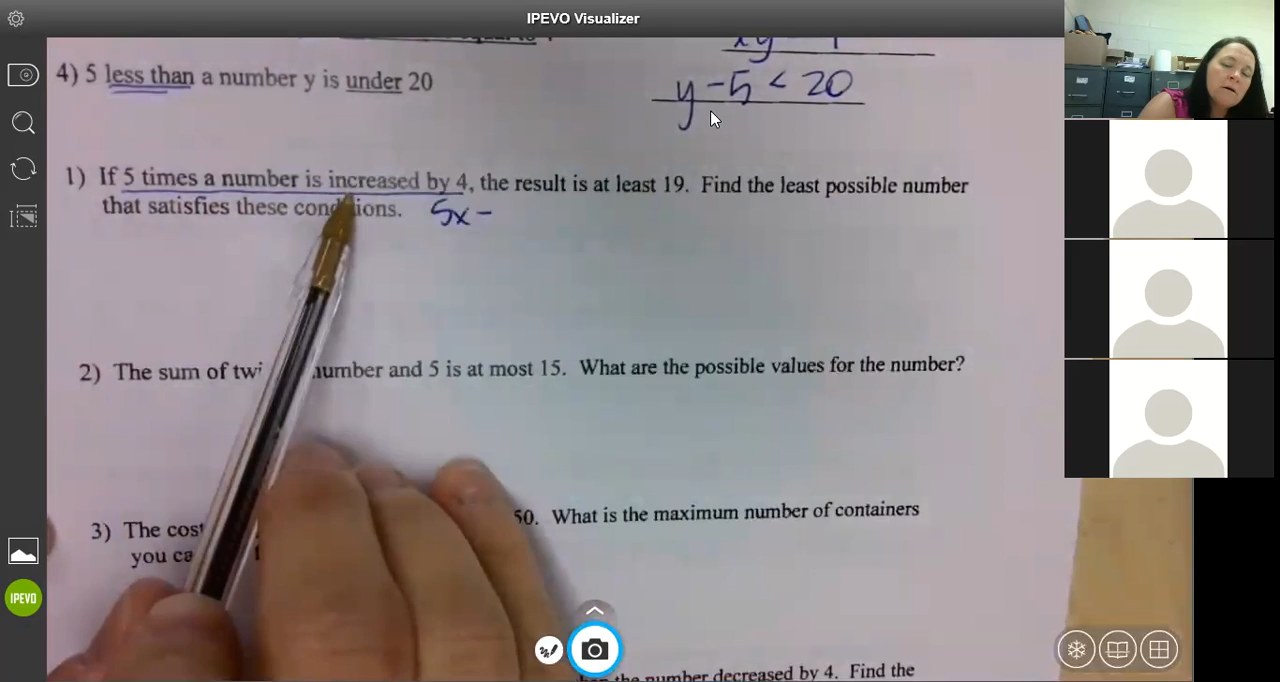 IPEVO Visualizer
4) 5 less than a number y is under 20
y - 5 < 20
1) If 5 times a number is increased by 4, the result is at least 19. Find the least possible number
that satisfies these conditions. 5x -
2) The sum of twi number and 5 is at most 15. What are the possible values for the number?
3) The cost 50. What is the maximum number of containers
you ca
the number decreased by 4. Find the
IPEVO